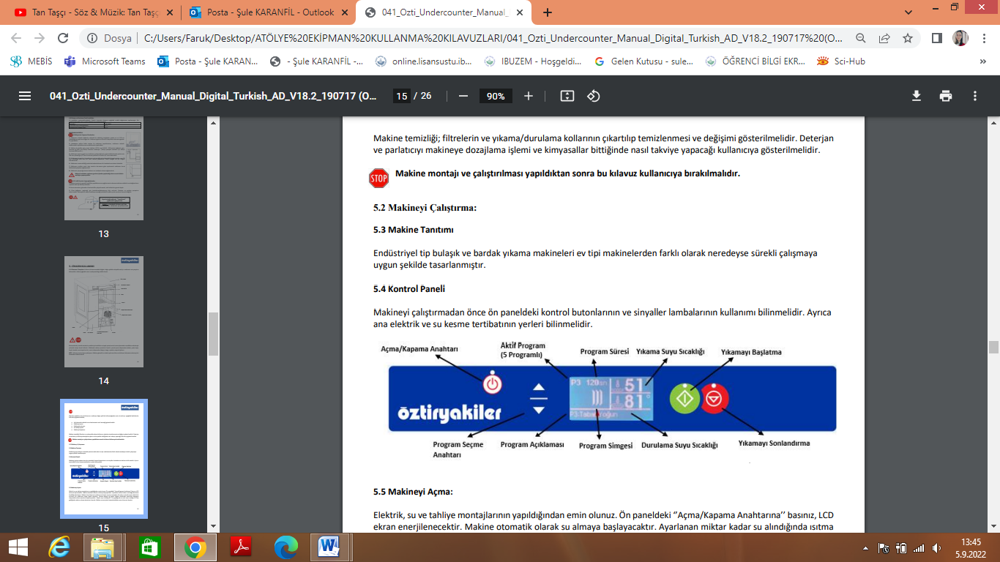 Tan Taşçı - Söz & Müzik: Tan Taşç
Posta - Şule KARANFİL - Outlook
041_Ozti_Undercounter_Manual_
Dosya
C:/Users/Faruk/Desktop/ATÖLYE%20EKİPMAN%20KULLANMA%20KILAVUZLARI/041_Ozti_Undercounter_Manual_Digital_Turkish_AD_V18.2_190717%20(O...
MEBİS
Microsoft Teams
Posta - Şule KARAN...
- Şule KARANFİL -...
online.lisansustu.ib...
IBUZEM - Hoşgeldi...
Gelen Kutusu - sule...
ÖĞRENCİ BİLGİ EKR...
Sci-Hub
»
041_Ozti_Undercounter_Manual_Digital_Turkish_AD_V18.2_190717 (O...
15 / 26
90%
13
14
15
Makine temizliği; filtrelerin ve yıkama/durulama kollarının çıkartılıp temizlenmesi ve değişimi gösterilmelidir. Deterjan
ve parlatıcıyı makineye dozajlama işlemi ve kimyasallar bittiğinde nasıl takviye yapacağı kullanıcıya gösterilmelidir.
STOP
Makine montajı ve çalıştırılması yapıldıktan sonra bu kılavuz kullanıcıya bırakılmalıdır.
5.2 Makineyi Çalıştırma:
5.3 Makine Tanıtımı
Endüstriyel tip bulaşık ve bardak yıkama makineleri ev tipi makinelerden farklı olarak neredeyse sürekli çalışmaya
uygun şekilde tasarlanmıştır.
5.4 Kontrol Paneli
Makineyi çalıştırmadan önce ön paneldeki kontrol butonlarının ve sinyaller lambalarının kullanımı bilinmelidir. Ayrıca
ana elektrik ve su kesme tertibatının yerleri bilinmelidir.
Açma/Kapama Anahtarı
Aktif Program
(5 Programlı)
Program Süresi
Yıkama Suyu Sıcaklığı
Yıkamayı Başlatma
P3 120sn
51
81
öztiryakiler
Program Seçme
Anahtarı
Program Açıklaması
Program Simgesi
Durulama Suyu Sıcaklığı
Yıkamayı Sonlandırma
5.5 Makineyi Açma:
Elektrik, su ve tahliye montajlarının yapıldığından emin olunuz. Ön paneldeki ‘’Açma/Kapama Anahtarına’’ basınız, LCD
ekran enerjilenecektir. Makine otomatik olarak su almaya başlayacaktır. Ayarlanan miktar kadar su alındığında ısıtma
13:45
5.9.2022